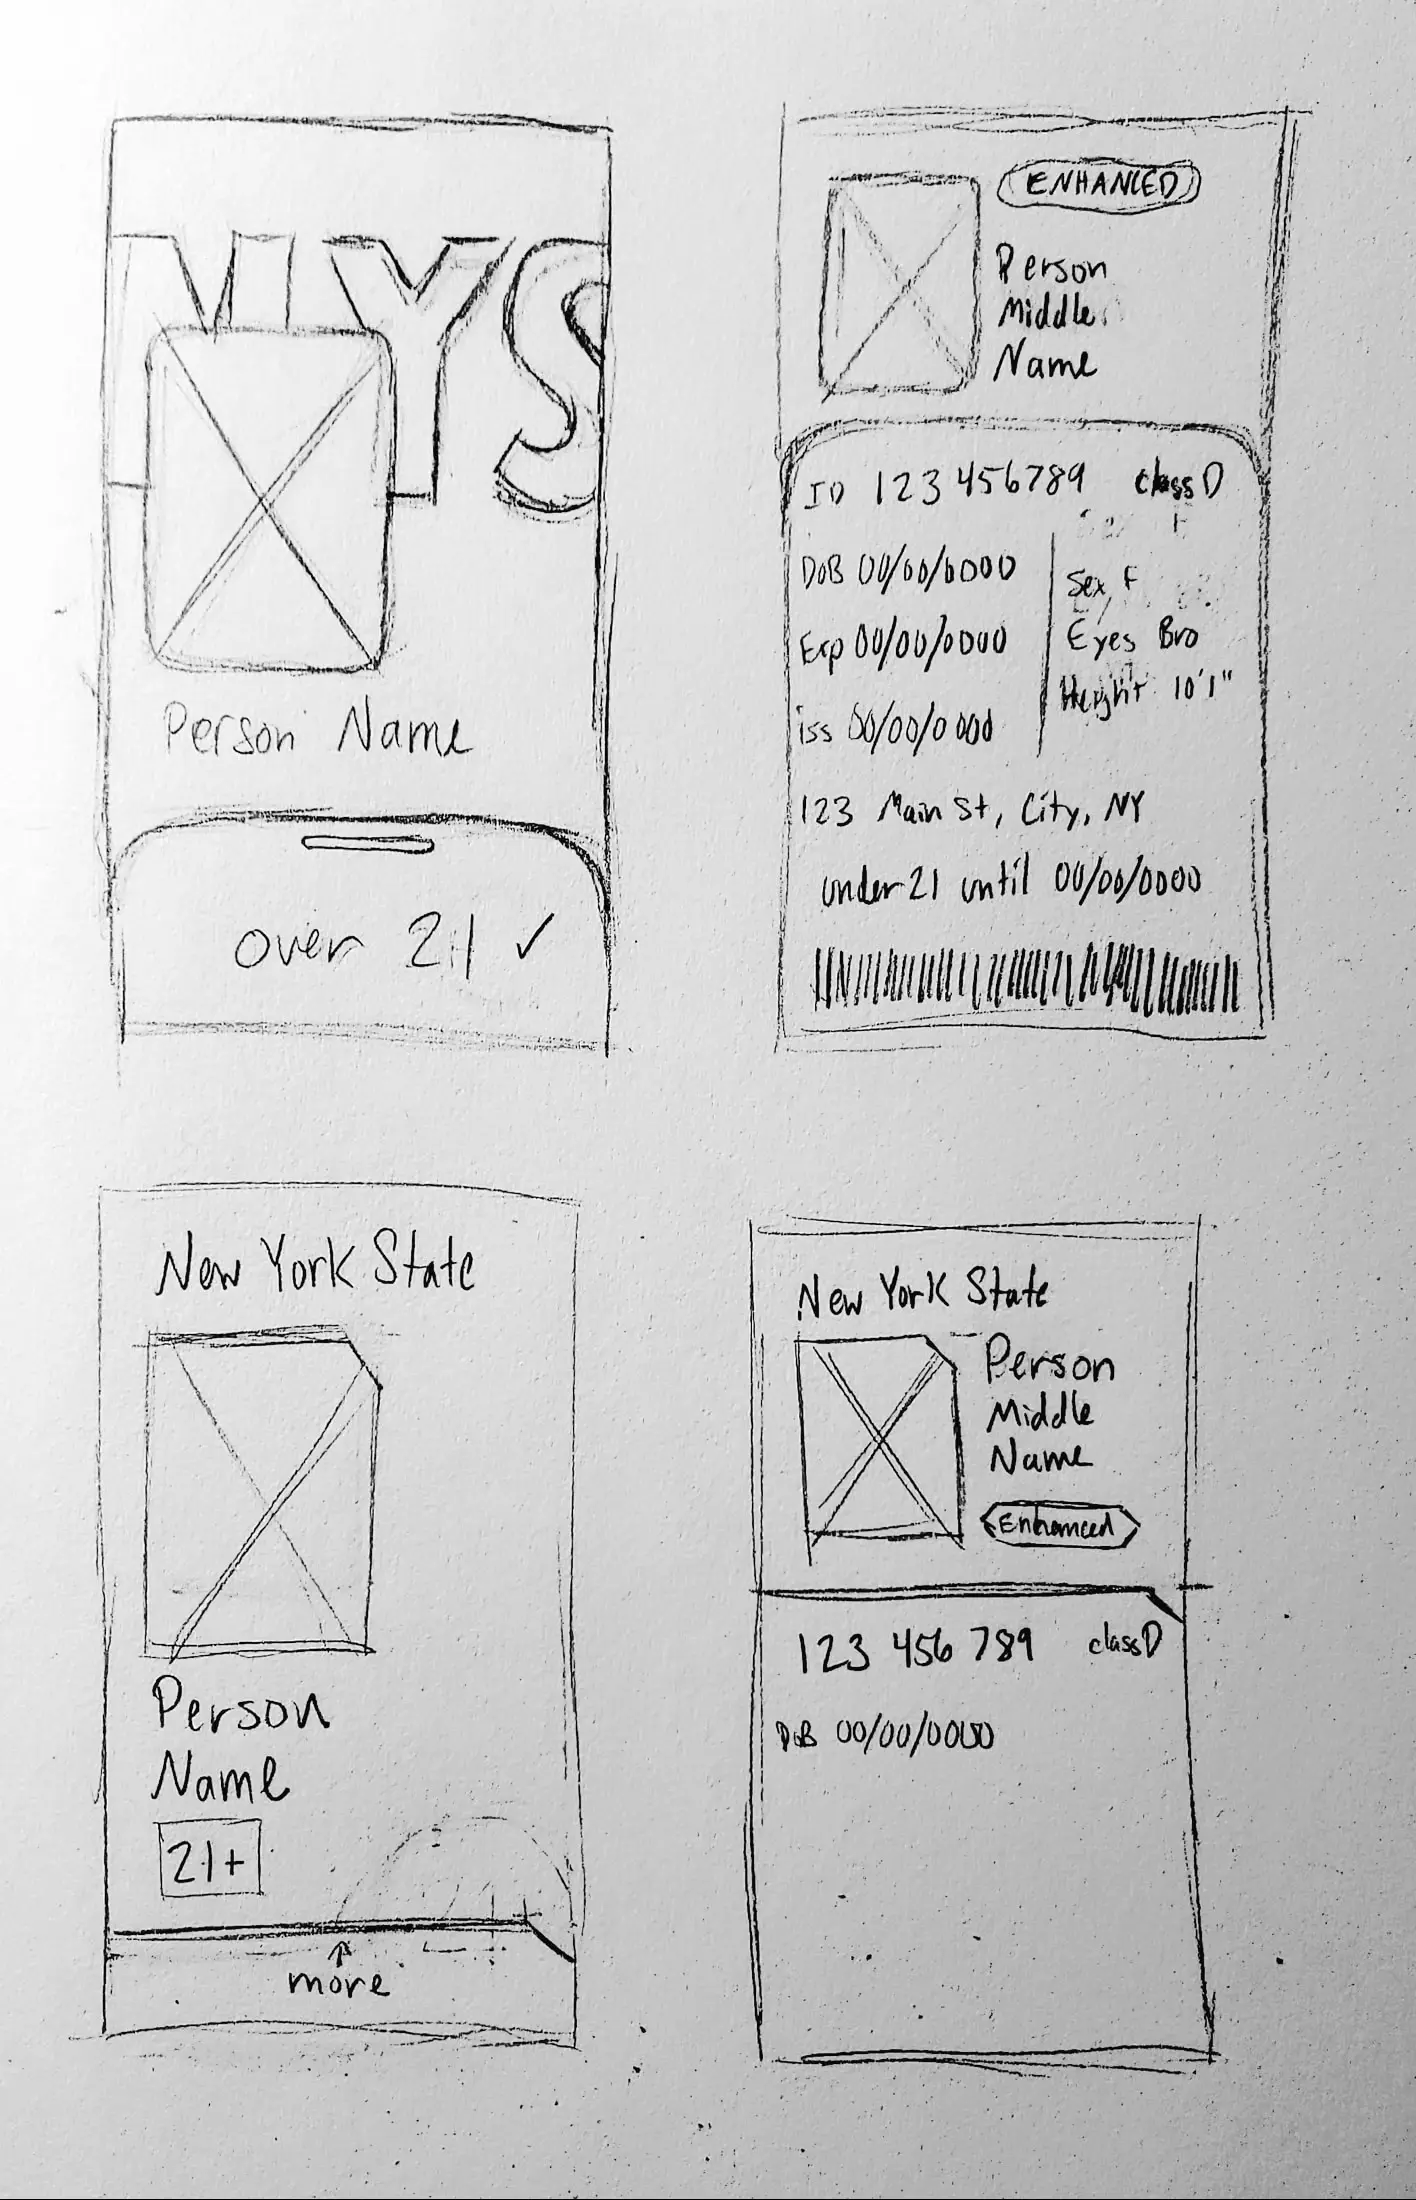 NYS
Person Name
over 21 ✓
ENHANCED
Person
Middle
Name
ID 123 456789 class D
DoB 00/00/0000
Exp 00/00/0000
iss 00/00/0000
Sex F
Eyes Bro
Height 10'1"
123 Main St, City, NY
under 21 until 00/00/0000
New York State
Person
Name
21+
↑
more
New York State
Person
Middle
Name
Enhanced
123 456 789 class D
DoB 00/00/0000